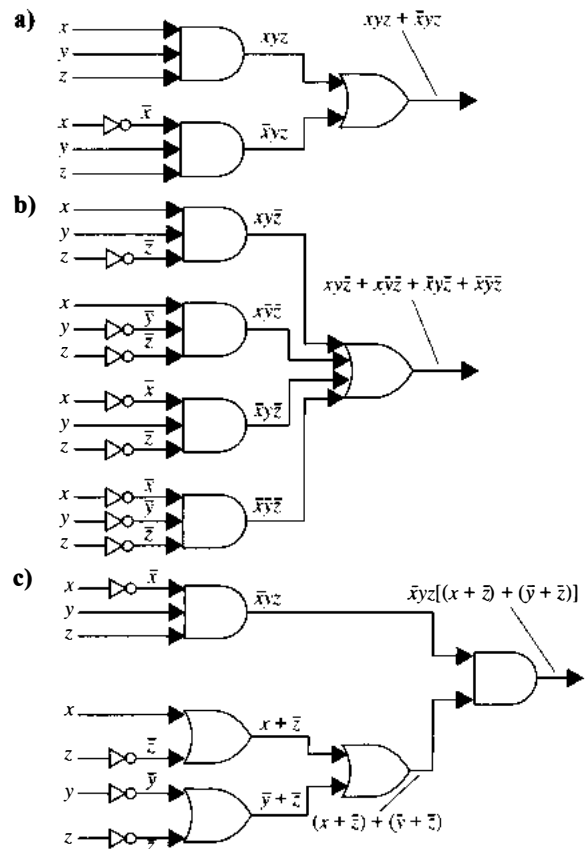 a)
x
y
z
xyz
xyz + x̄yz
x x̄
y
z
x̄yz
b)
x
y
z z̄
xyz̄
xyz̄ + xȳz̄ + x̄yz̄ + x̄ȳz̄
x
y ȳ
z z̄
xȳz̄
x x̄
y
z z̄
x̄yz̄
x x̄
y ȳ
z z̄
x̄ȳz̄
c)
x x̄
y
z
x̄yz
x̄yz[(x + z̄) + (ȳ + z̄)]
x
z z̄
x + z̄
y ȳ
z z̄
ȳ + z̄
(x + z̄) + (ȳ + z̄)